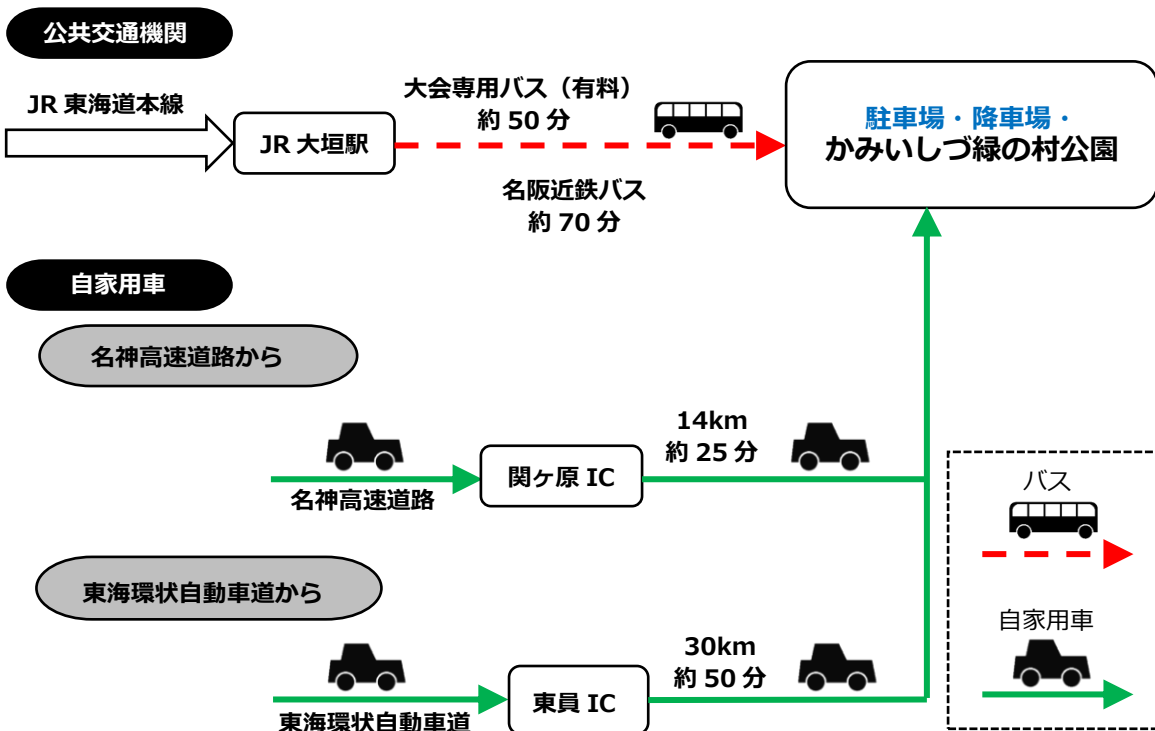 公共交通機関
JR 東海道本線
JR 大垣駅
大会専用バス（有料）
約 50 分
名阪近鉄バス
約 70 分
駐車場・降車場・
かみいしづ緑の村公園
自家用車
名神高速道路から
名神高速道路
関ヶ原 IC
14km
約 25 分
東海環状自動車道から
東海環状自動車道
東員 IC
30km
約 50 分
バス
自家用車